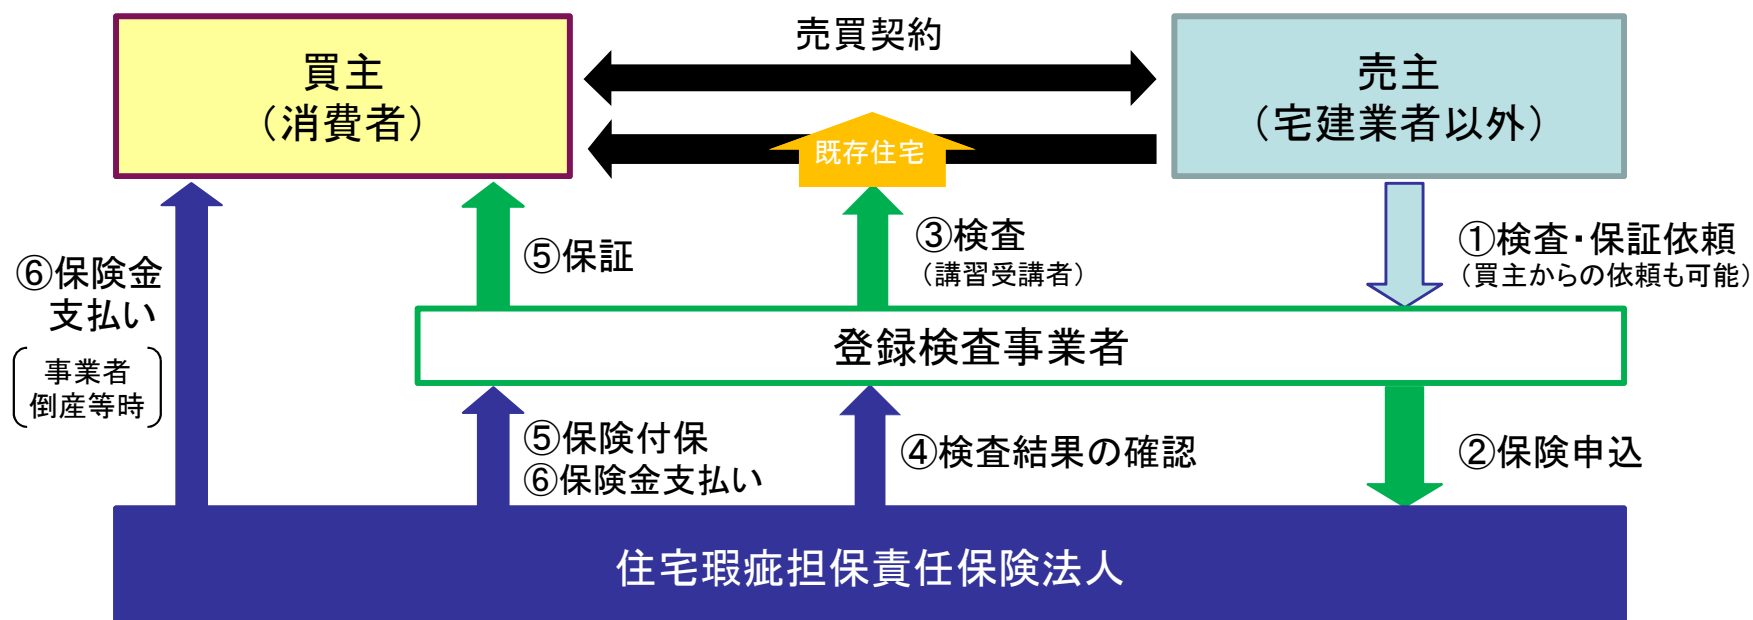 売買契約
買主
（消費者）
売主
（宅建業者以外）
既存住宅
⑥保険金
支払い
事業者
倒産等時
⑤保証
③検査
（講習受講者）
①検査・保証依頼
（買主からの依頼も可能）
登録検査事業者
⑤保険付保
⑥保険金支払い
④検査結果の確認
②保険申込
住宅瑕疵担保責任保険法人